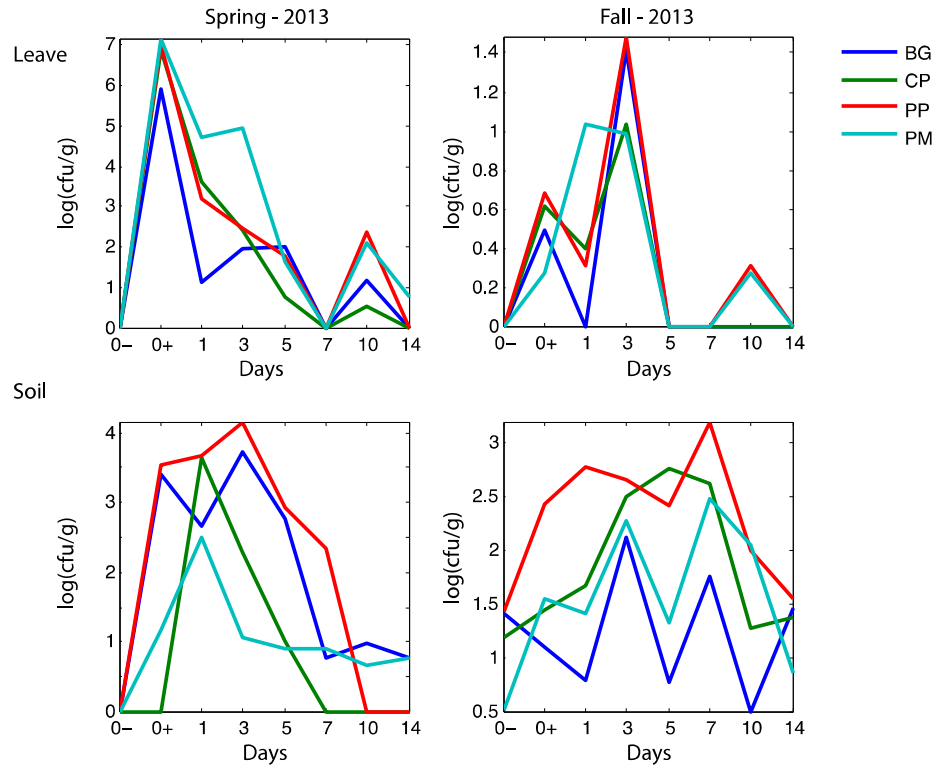 Spring - 2013
Fall - 2013
Leave
7
6
5
4
3
2
1
0
log(cfu/g)
0− 0+ 1 3 5 7 10 14
Days
1.4
1.2
1
0.8
0.6
0.4
0.2
0
log(cfu/g)
0− 0+ 1 3 5 7 10 14
Days
BG
CP
PP
PM
Soil
4
3
2
1
0
log(cfu/g)
0− 0+ 1 3 5 7 10 14
Days
3
2.5
2
1.5
1
0.5
log(cfu/g)
0− 0+ 1 3 5 7 10 14
Days